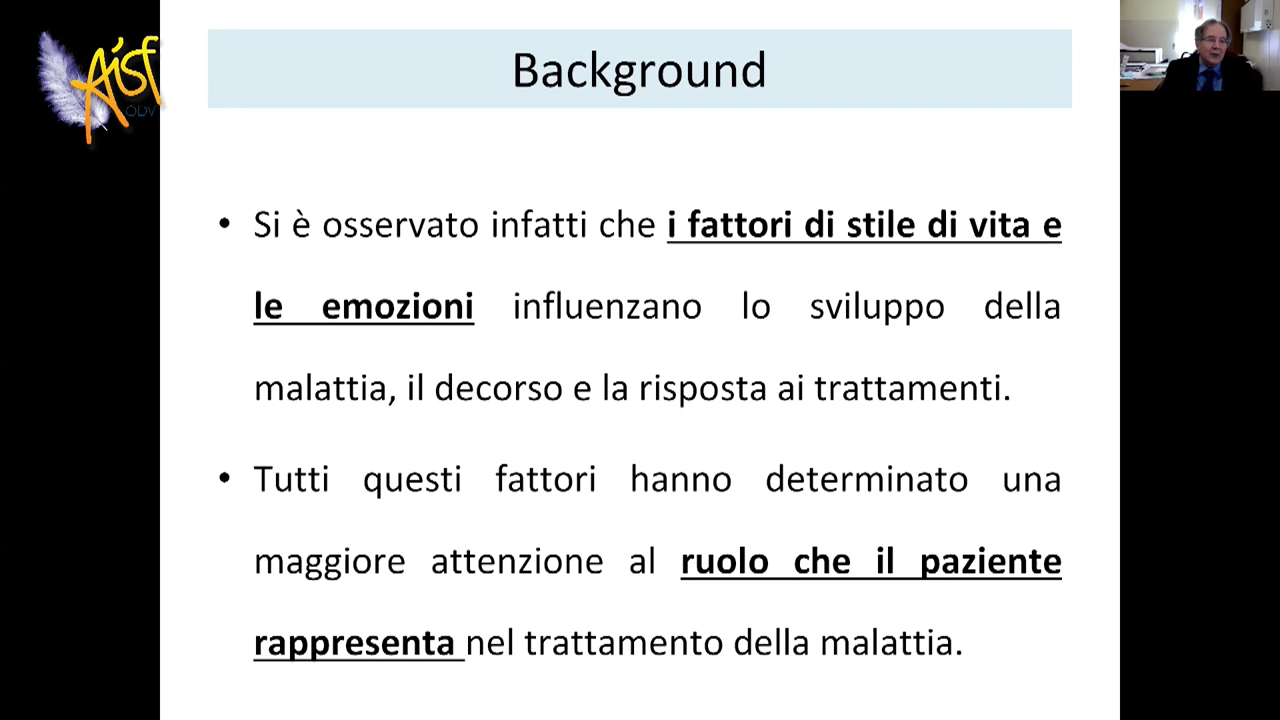 Aisf
ODV
Background
• Si è osservato infatti che i fattori di stile di vita e
le emozioni influenzano lo sviluppo della
malattia, il decorso e la risposta ai trattamenti.
• Tutti questi fattori hanno determinato una
maggiore attenzione al ruolo che il paziente
rappresenta nel trattamento della malattia.